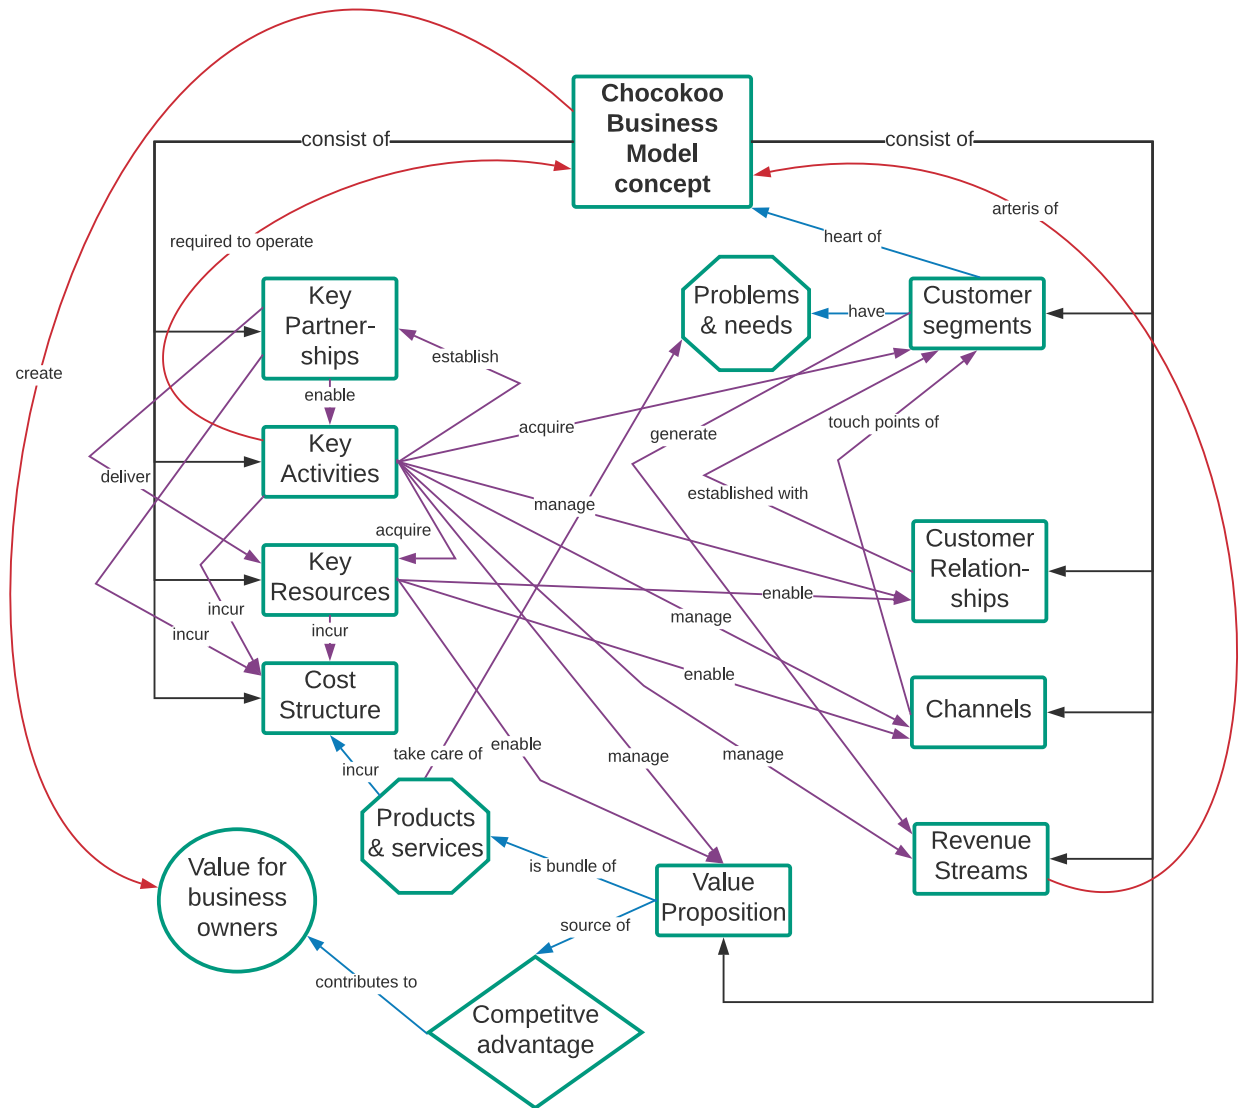 Chocokoo
Business
Model
concept
consist of
consist of
arteris of
required to operate
heart of
Key
Partner-
ships
Problems
& needs
have
Customer
segments
create
establish
enable
Key
Activities
acquire
generate
touch points of
deliver
manage
established with
acquire
Key
Resources
enable
Customer
Relation-
ships
incur
incur
incur
manage
enable
Cost
Structure
Channels
take care of
enable
manage
manage
incur
Products
& services
Revenue
Streams
is bundle of
Value for
business
owners
Value
Proposition
source of
contributes to
Competitve
advantage